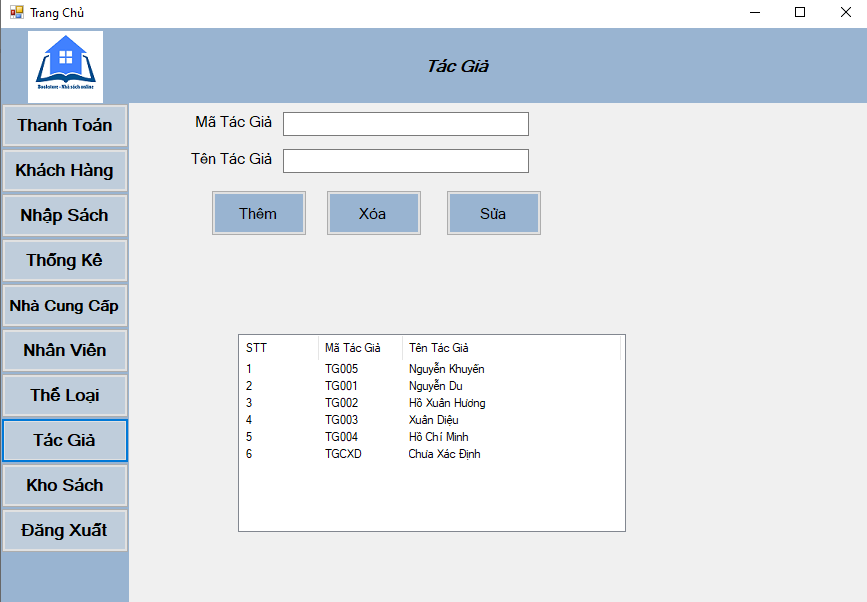 Trang Chủ
Bookstore - Nhà sách online
Tác Giả
Thanh Toán
Khách Hàng
Nhập Sách
Thống Kê
Nhà Cung Cấp
Nhân Viên
Thể Loại
Tác Giả
Kho Sách
Đăng Xuất
Mã Tác Giả
Tên Tác Giả
Thêm Xóa Sửa
STT Mã Tác Giả Tên Tác Giả
1 TG005 Nguyễn Khuyến
2 TG001 Nguyễn Du
3 TG002 Hồ Xuân Hương
4 TG003 Xuân Diệu
5 TG004 Hồ Chí Minh
6 TGCXD Chưa Xác Định